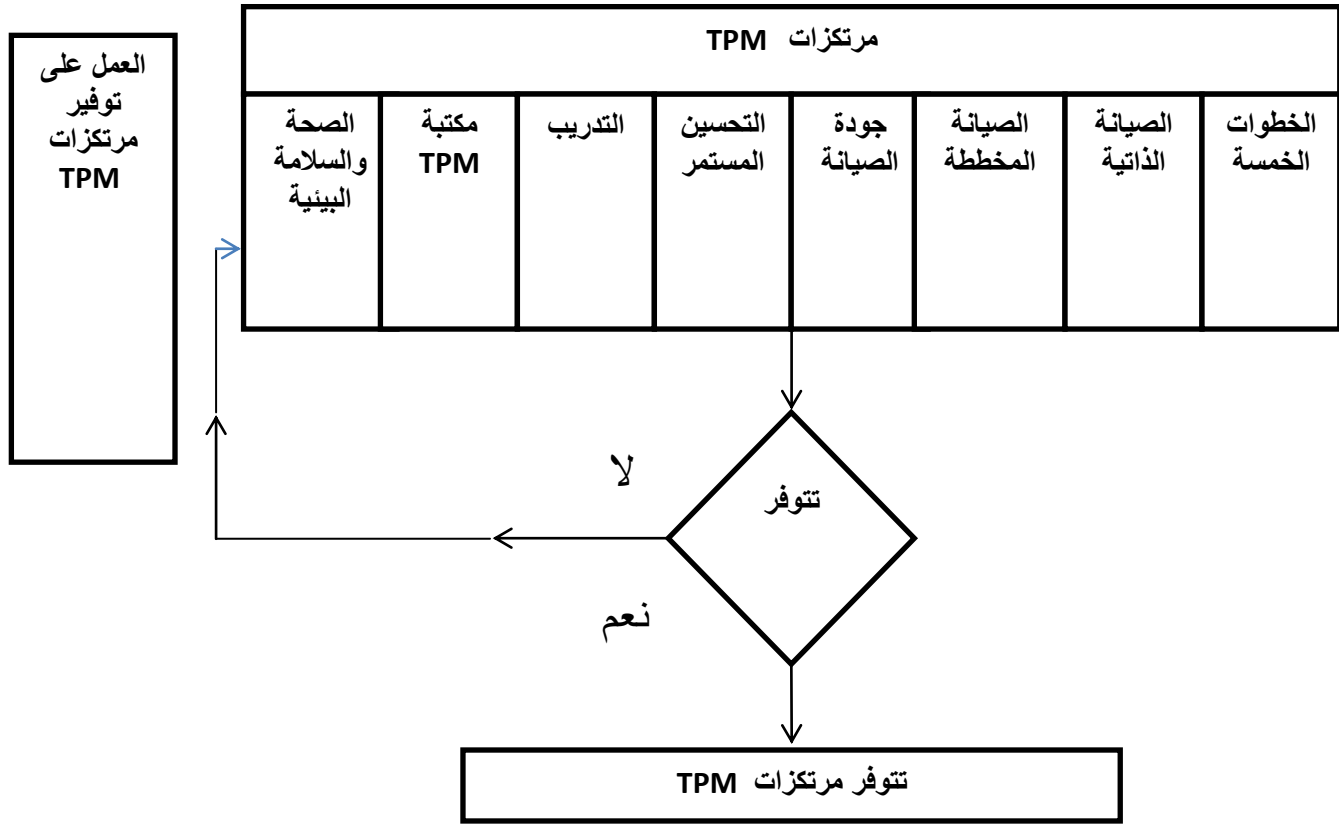 مرتكزات TPM
الخطوات
الخمسة
الصيانة
الذاتية
الصيانة
المخططة
جودة
الصيانة
التحسين
المستمر
التدريب
مكتبة
TPM
الصحة
والسلامة
البيئية
العمل على
توفير
مرتكزات
TPM
تتوفر
لا
نعم
تتوفر مرتكزات TPM